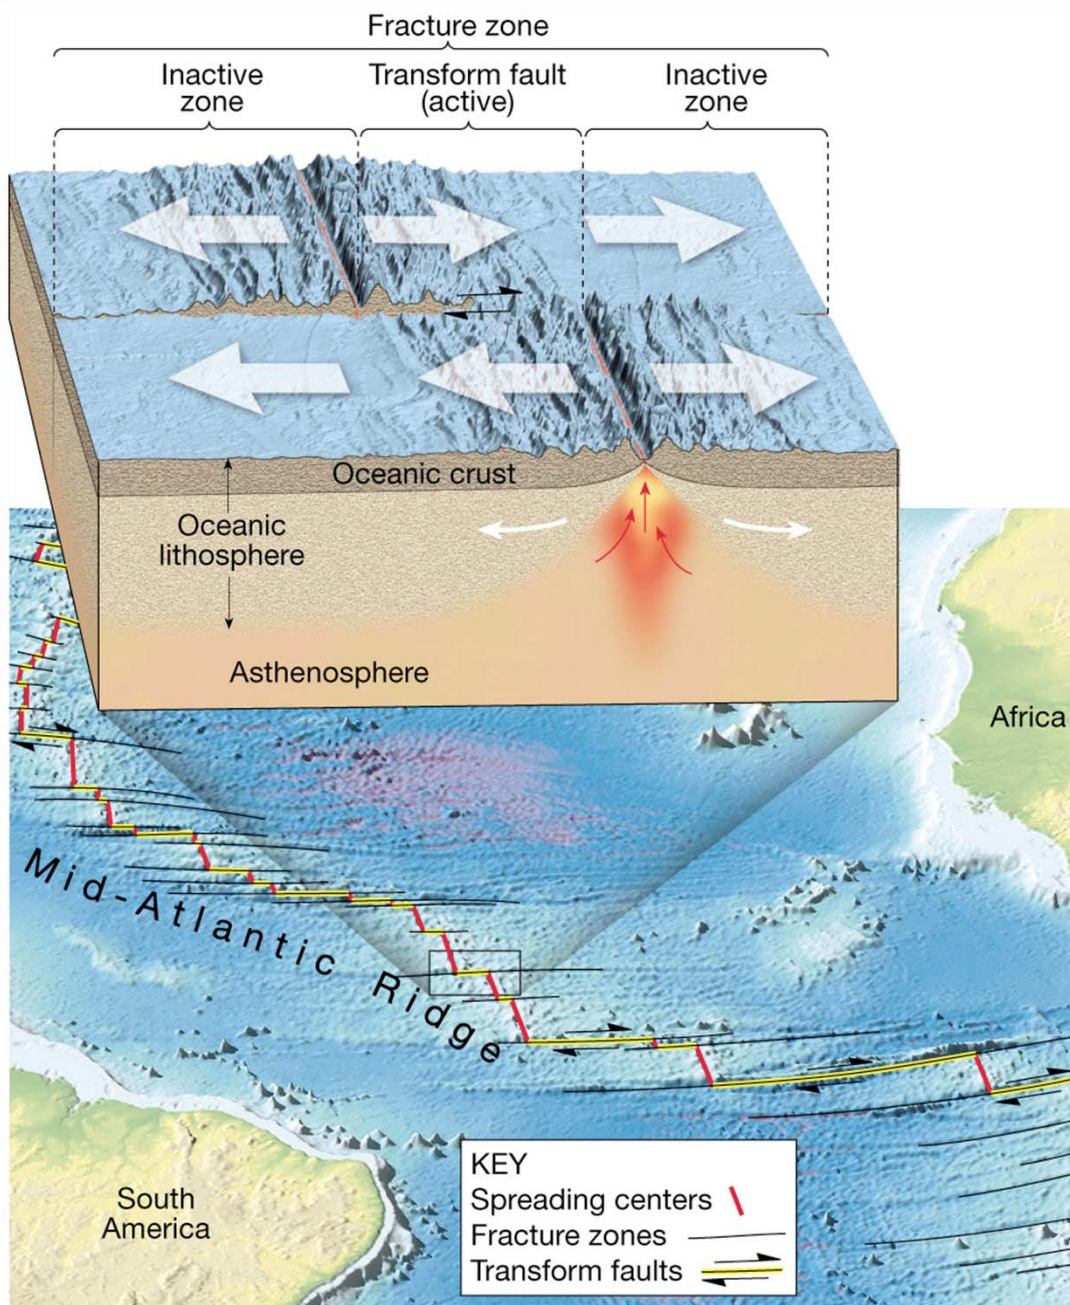 Fracture zone
Inactive
zone
Transform fault
(active)
Inactive
zone
Oceanic crust
Oceanic
lithosphere
Asthenosphere
Africa
Mid-Atlantic Ridge
South
America
KEY
Spreading centers
Fracture zones
Transform faults